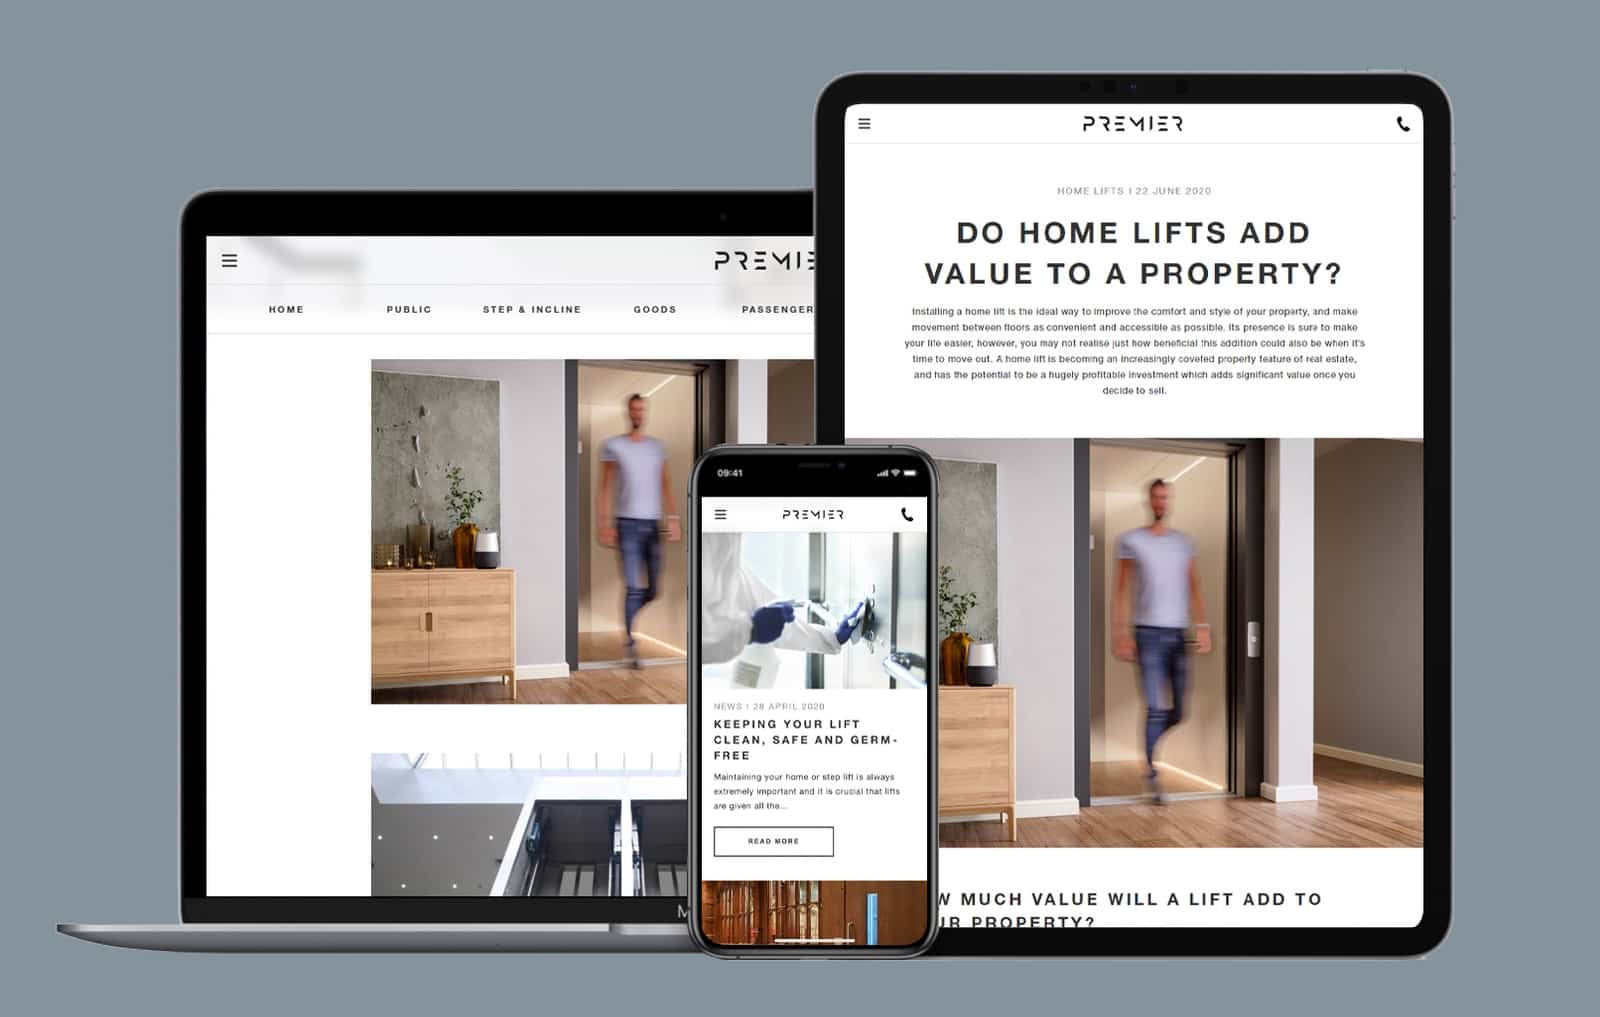 PREMIER
HOME LIFTS | 22 JUNE 2020
DO HOME LIFTS ADD
VALUE TO A PROPERTY?
Installing a home lift is the ideal way to improve the comfort and style of your property, and make
movement between floors as convenient and accessible as possible. Its presence is sure to make
your life easier, however, you may not realise just how beneficial this addition could also be when it's
time to move out. A home lift is becoming an increasingly coveted property feature of real estate,
and has the potential to be a hugely profitable investment which adds significant value once you
decide to sell.
W MUCH VALUE WILL A LIFT ADD TO
UR PROPERTY?
PREMIE
HOME PUBLIC STEP & INCLINE GOODS PASSENGER
M
09:41
PREMIER
NEWS | 28 APRIL 2020
KEEPING YOUR LIFT
CLEAN, SAFE AND GERM-
FREE
Maintaining your home or step lift is always
extremely important and it is crucial that lifts
are given all the...
READ MORE